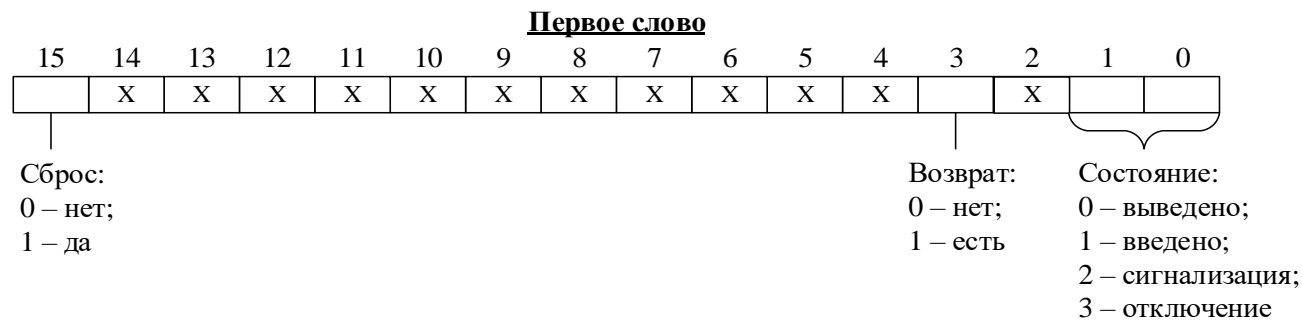 Первое слово
15 14 13 12 11 10 9 8 7 6 5 4 3 2 1 0
X X X X X X X X X X X X
Сброс: Возврат: Состояние:
0 – нет; 0 – нет; 0 – выведено;
1 – да 1 – есть 1 – введено;
2 – сигнализация;
3 – отключение